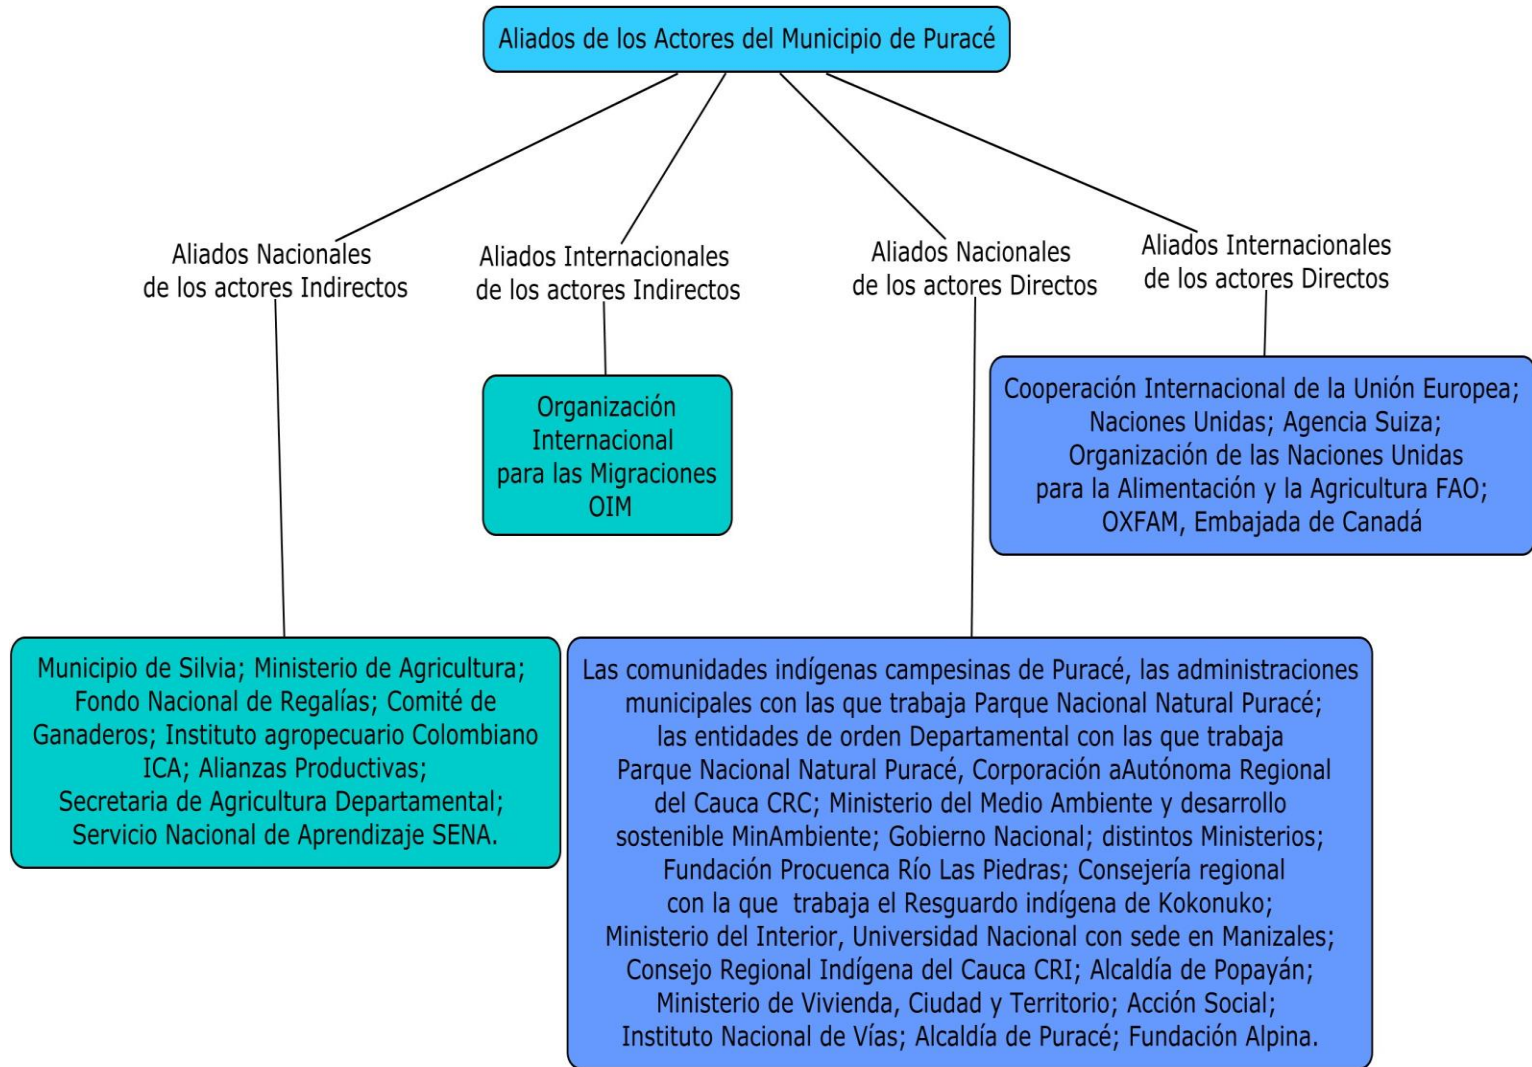 Aliados de los Actores del Municipio de Puracé
Aliados Nacionales
de los actores Indirectos
Aliados Internacionales
de los actores Indirectos
Aliados Nacionales
de los actores Directos
Aliados Internacionales
de los actores Directos
Organización
Internacional
para las Migraciones
OIM
Cooperación Internacional de la Unión Europea;
Naciones Unidas; Agencia Suiza;
Organización de las Naciones Unidas
para la Alimentación y la Agricultura FAO;
OXFAM, Embajada de Canadá
Municipio de Silvia; Ministerio de Agricultura;
Fondo Nacional de Regalías; Comité de
Ganaderos; Instituto agropecuario Colombiano
ICA; Alianzas Productivas;
Secretaria de Agricultura Departamental;
Servicio Nacional de Aprendizaje SENA.
Las comunidades indígenas campesinas de Puracé, las administraciones
municipales con las que trabaja Parque Nacional Natural Puracé;
las entidades de orden Departamental con las que trabaja
Parque Nacional Natural Puracé, Corporación aAutónoma Regional
del Cauca CRC; Ministerio del Medio Ambiente y desarrollo
sostenible MinAmbiente; Gobierno Nacional; distintos Ministerios;
Fundación Procuenca Río Las Piedras; Consejería regional
con la que trabaja el Resguardo indígena de Kokonuko;
Ministerio del Interior, Universidad Nacional con sede en Manizales;
Consejo Regional Indígena del Cauca CRI; Alcaldía de Popayán;
Ministerio de Vivienda, Ciudad y Territorio; Acción Social;
Instituto Nacional de Vías; Alcaldía de Puracé; Fundación Alpina.